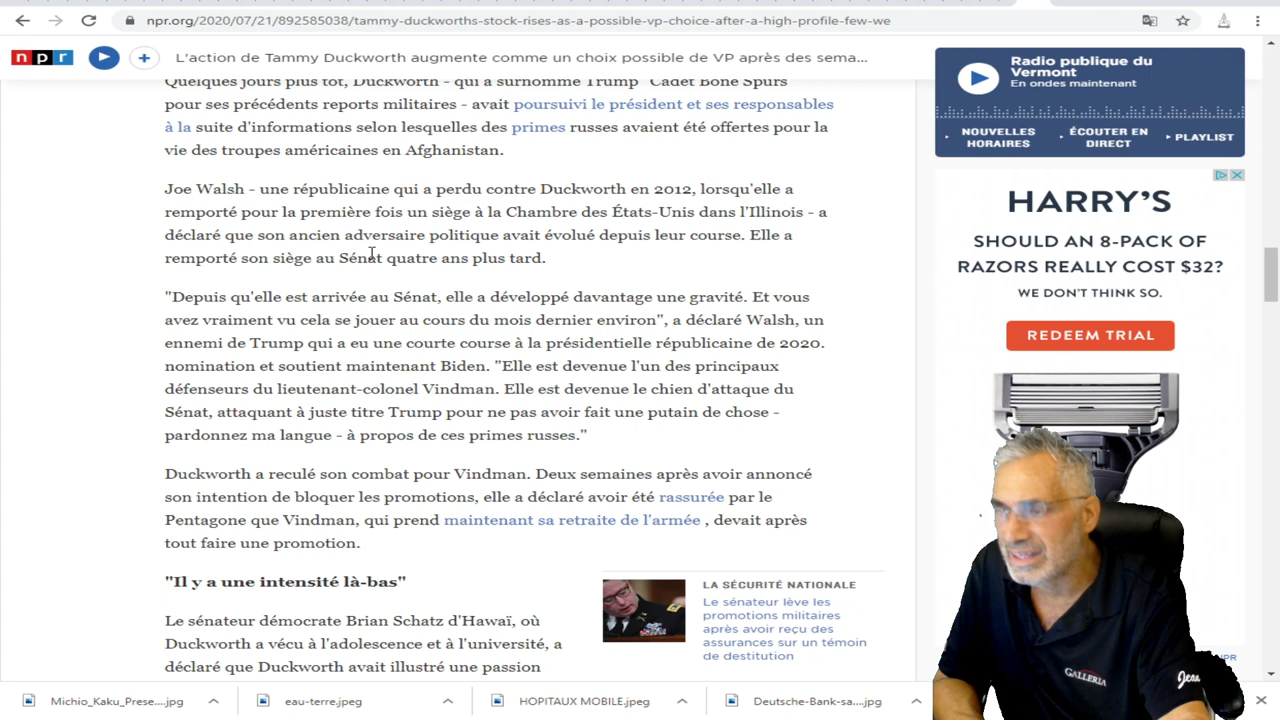 npr.org/2020/07/21/892585038/tammy-duckworths-stock-rises-as-a-possible-vp-choice-after-a-high-profile-few-we
npr
L'action de Tammy Duckworth augmente comme un choix possible de VP après des sema...
Quelques jours plus tôt, Duckworth - qui a surnommé Trump "Cadet Bone Spurs"
pour ses précédents reports militaires - avait poursuivi le président et ses responsables
à la suite d'informations selon lesquelles des primes russes avaient été offertes pour la
vie des troupes américaines en Afghanistan.
Joe Walsh - une républicaine qui a perdu contre Duckworth en 2012, lorsqu'elle a
remporté pour la première fois un siège à la Chambre des États-Unis dans l'Illinois - a
déclaré que son ancien adversaire politique avait évolué depuis leur course. Elle a
remporté son siège au Sénat quatre ans plus tard.
"Depuis qu'elle est arrivée au Sénat, elle a développé davantage une gravité. Et vous
avez vraiment vu cela se jouer au cours du mois dernier environ", a déclaré Walsh, un
ennemi de Trump qui a eu une courte course à la présidentielle républicaine de 2020.
nomination et soutient maintenant Biden. "Elle est devenue l'un des principaux
défenseurs du lieutenant-colonel Vindman. Elle est devenue le chien d'attaque du
Sénat, attaquant à juste titre Trump pour ne pas avoir fait une putain de chose -
pardonnez ma langue - à propos de ces primes russes."
Duckworth a reculé son combat pour Vindman. Deux semaines après avoir annoncé
son intention de bloquer les promotions, elle a déclaré avoir été rassurée par le
Pentagone que Vindman, qui prend maintenant sa retraite de l'armée , devait après
tout faire une promotion.
"Il y a une intensité là-bas"
Le sénateur démocrate Brian Schatz d'Hawaï, où
Duckworth a vécu à l'adolescence et à l'université, a
déclaré que Duckworth avait illustré une passion
LA SÉCURITÉ NATIONALE
Le sénateur lève les
promotions militaires
après avoir reçu des
assurances sur un témoin
de destitution
Radio publique du
Vermont
En ondes maintenant
NOUVELLES HORAIRES
ÉCOUTER EN DIRECT
PLAYLIST
HARRY'S
SHOULD AN 8-PACK OF
RAZORS REALLY COST $32?
WE DON'T THINK SO.
REDEEM TRIAL
GALLERIA
Jean
NPR
Michio_Kaku_Prese....jpg
eau-terre.jpeg
HOPITAUX MOBILE.jpeg
Deutsche-Bank-sa....jpg